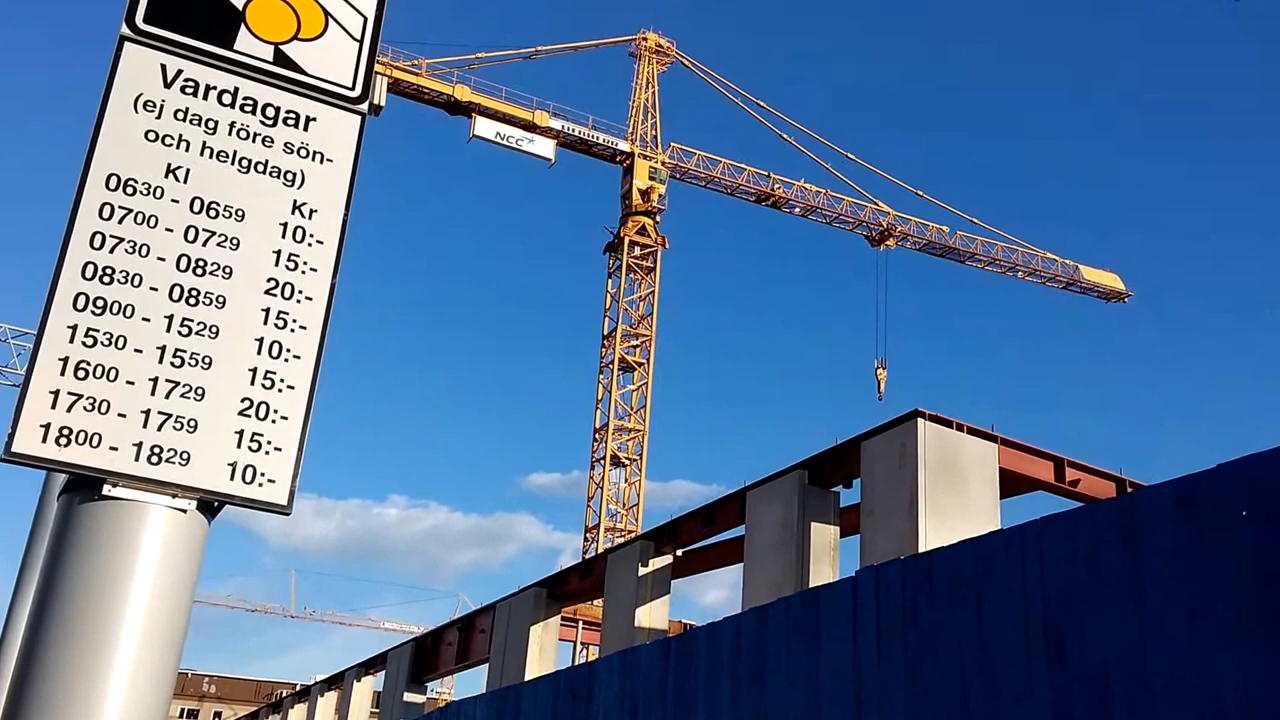 Vardagar
(ej dag före sön-
och helgdag)
Kl Kr
0630 - 0659 10:-
0700 - 0729 15:-
0730 - 0829 20:-
0830 - 0859 15:-
0900 - 1529 10:-
1530 - 1559 15:-
1600 - 1729 20:-
1730 - 1759 15:-
1800 - 1829 10:-
NCC